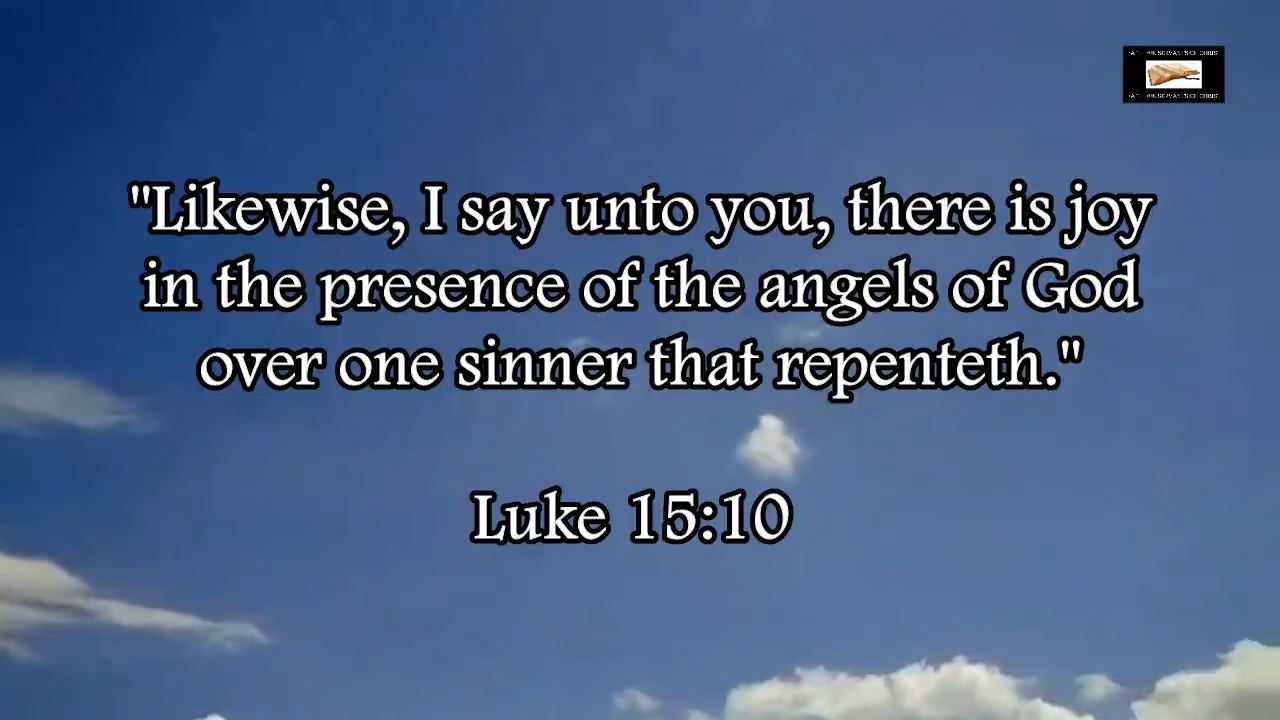 "Likewise, I say unto you, there is joy
in the presence of the angels of God
over one sinner that repenteth."
Luke 15:10